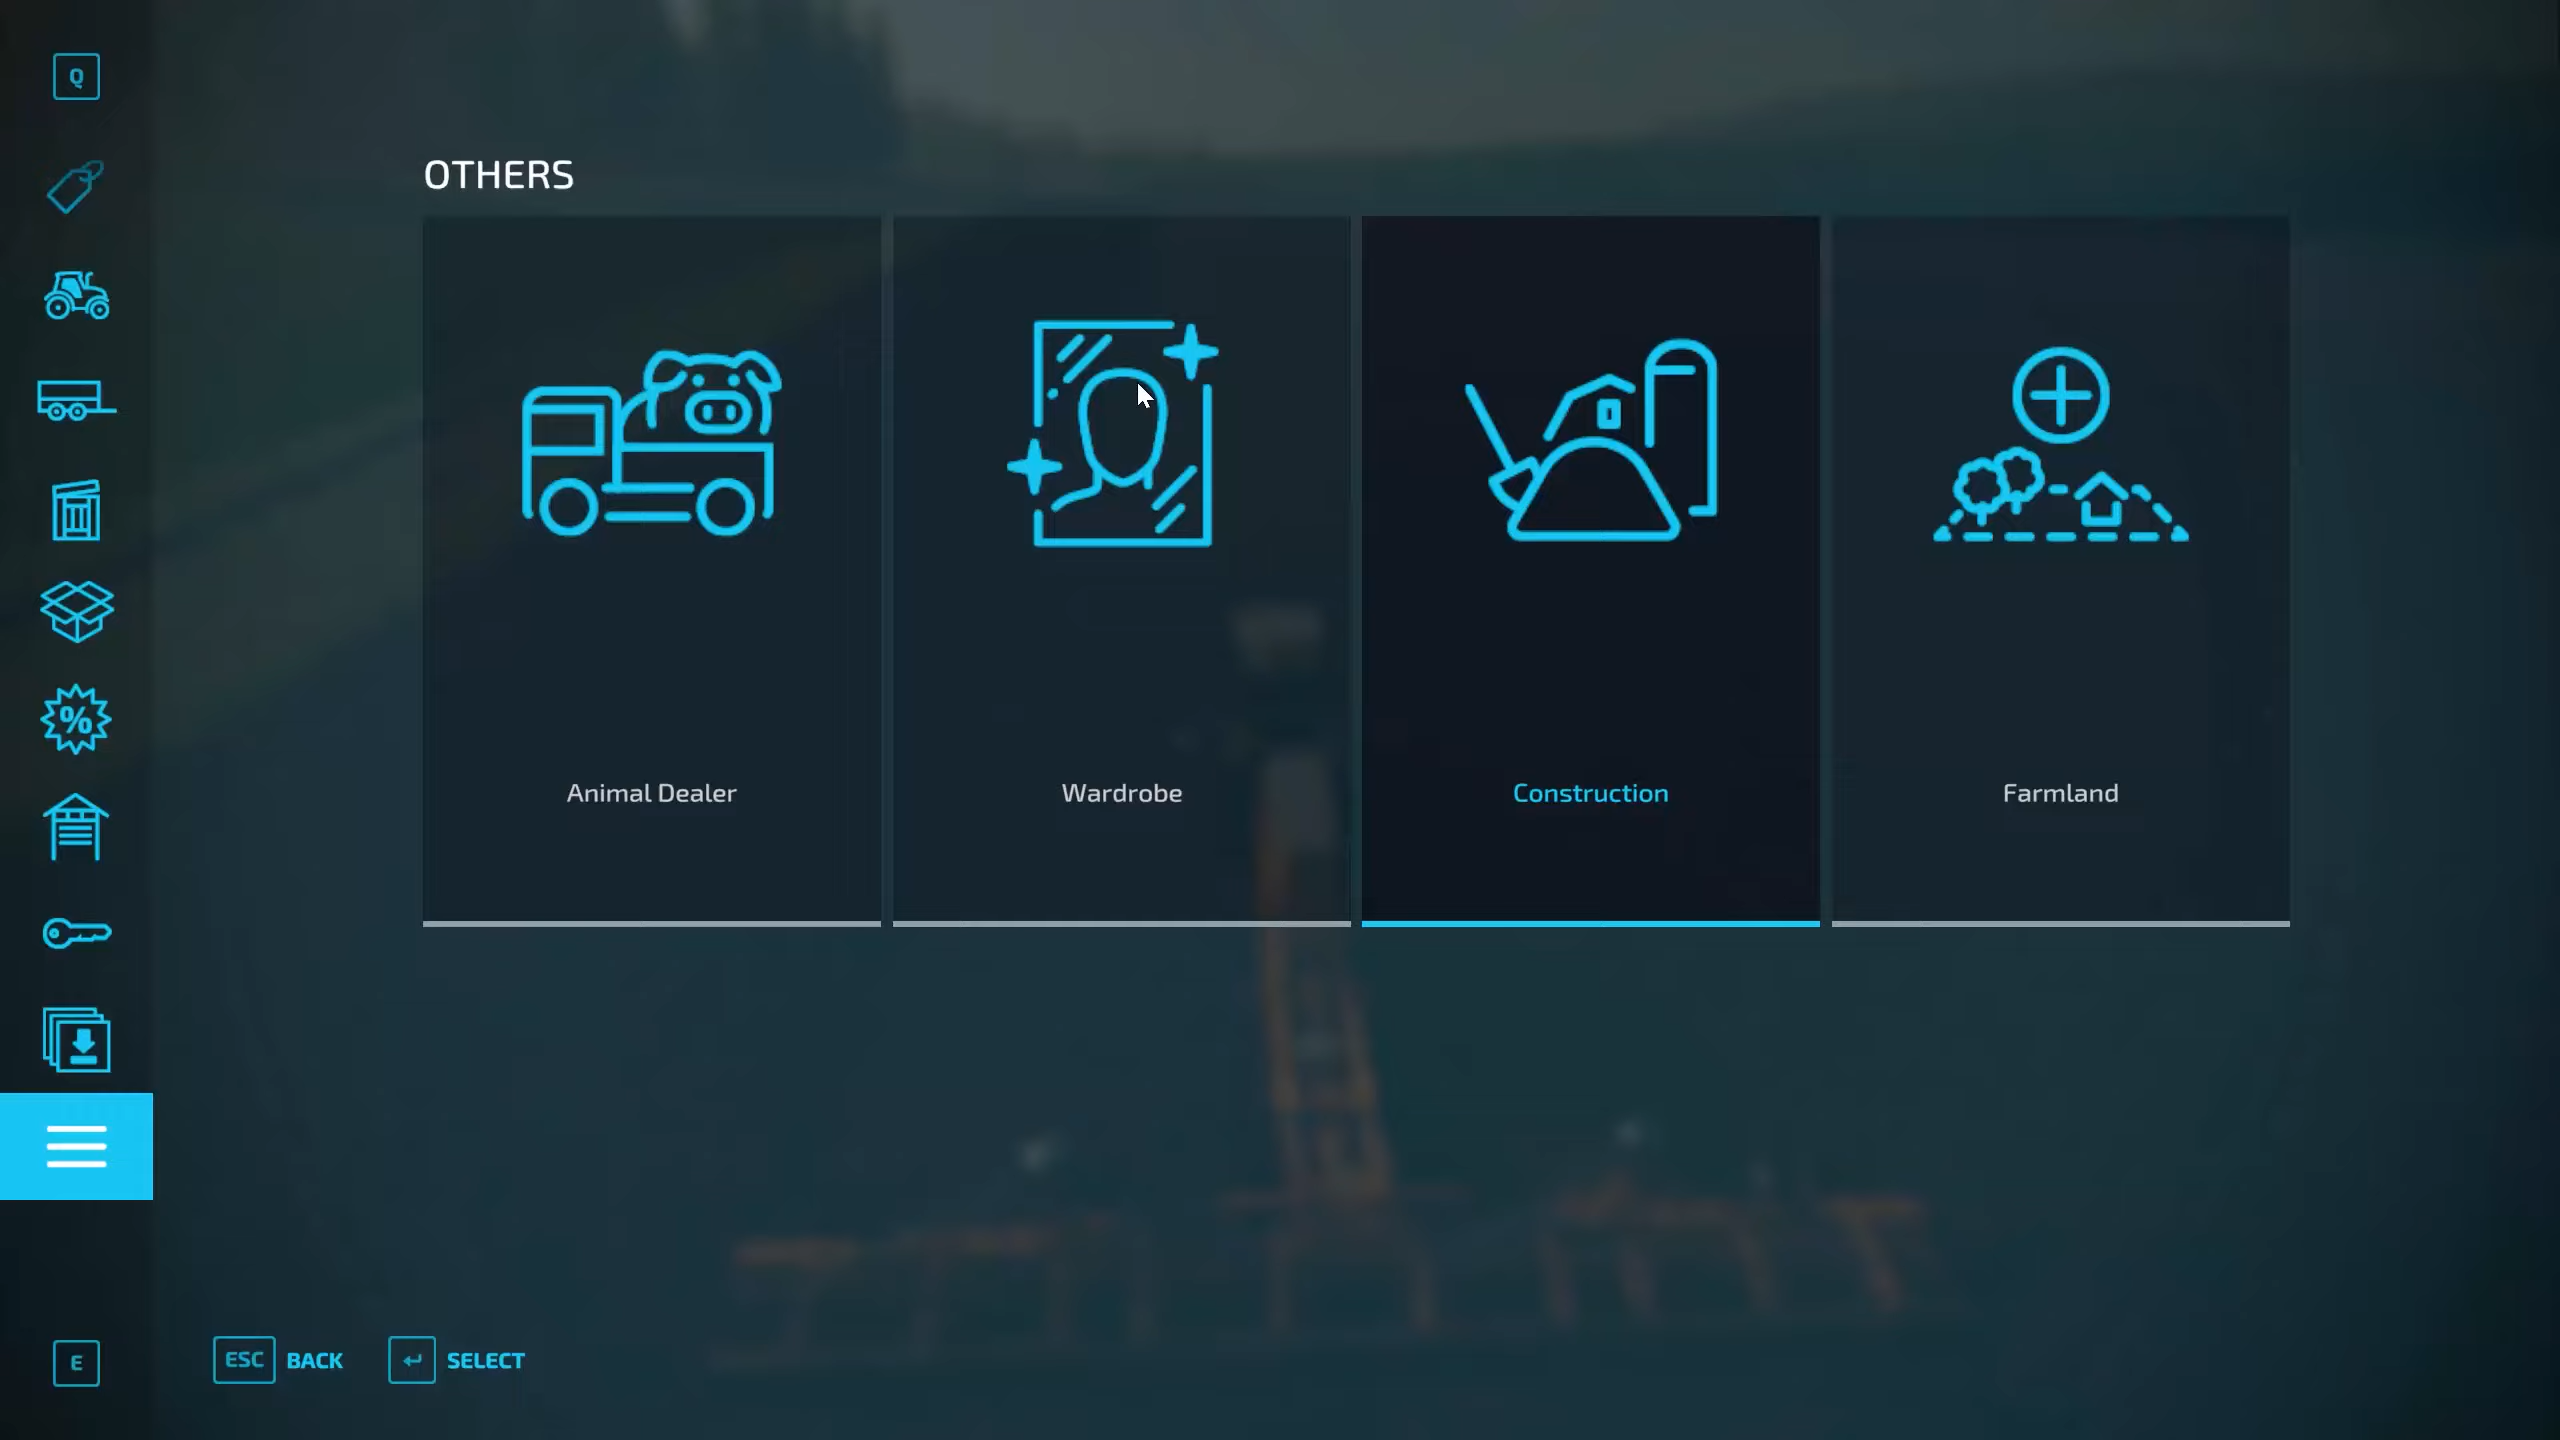 Q
OTHERS
%
Animal Dealer
Wardrobe
Construction
Farmland
E
ESC BACK
SELECT